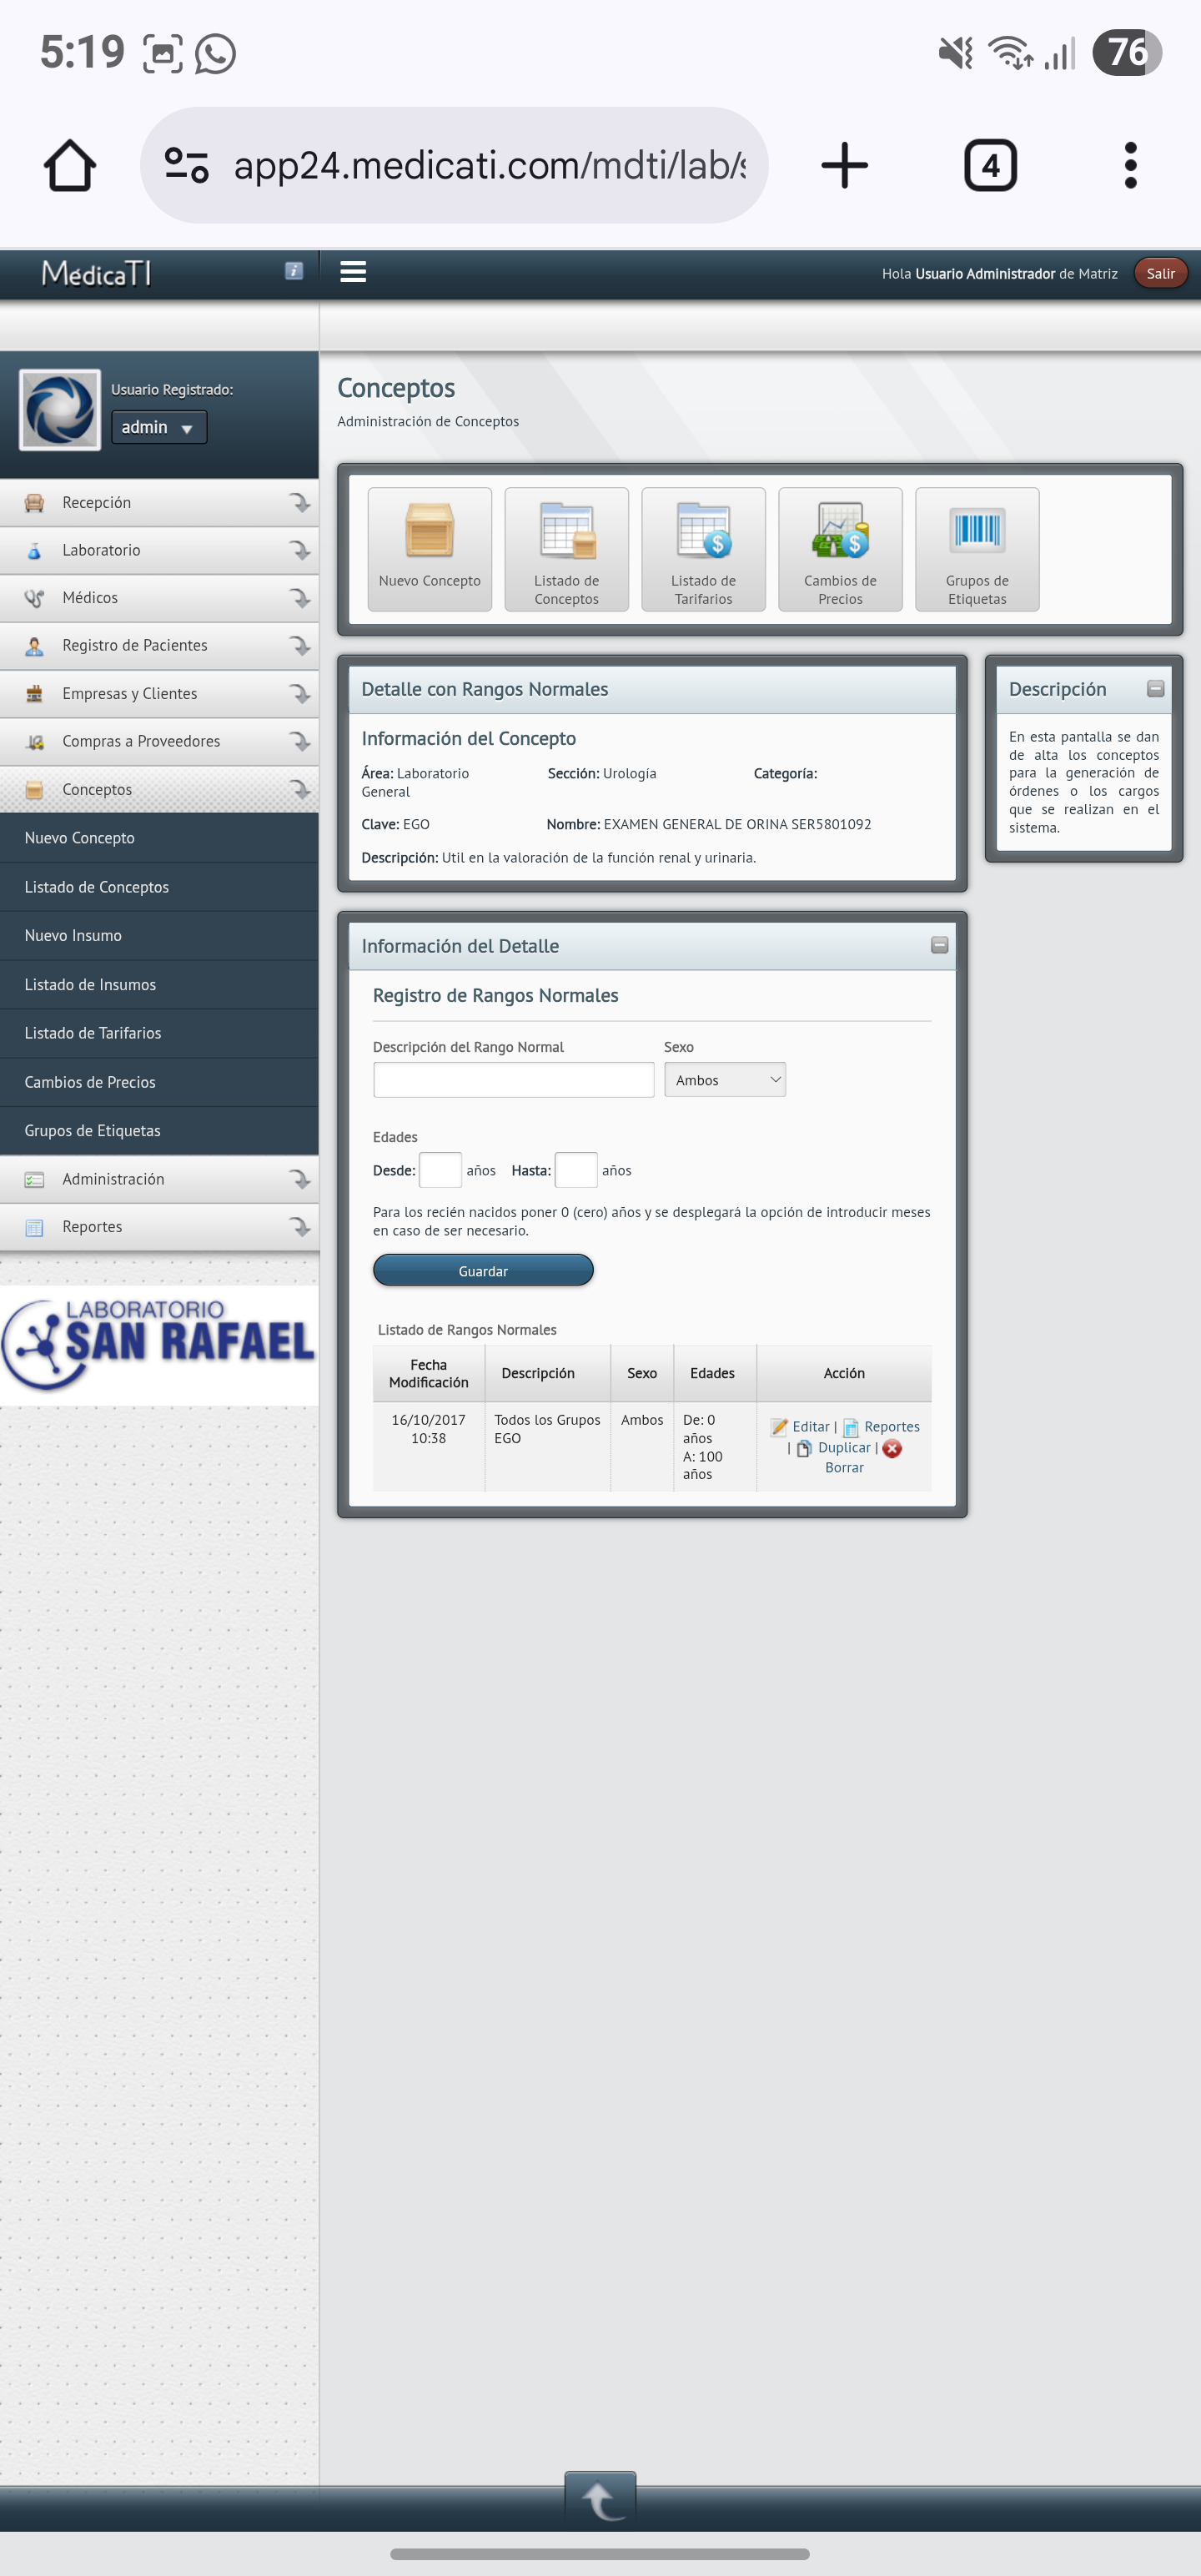 5:19
76
app24.medicati.com/mdti/lab/s
4
MédicaTI
Hola Usuario Administrador de Matriz
Salir
Usuario Registrado:
admin
Recepción
Laboratorio
Médicos
Registro de Pacientes
Empresas y Clientes
Compras a Proveedores
Conceptos
Nuevo Concepto
Listado de Conceptos
Nuevo Insumo
Listado de Insumos
Listado de Tarifarios
Cambios de Precios
Grupos de Etiquetas
Administración
Reportes
LABORATORIO
SAN RAFAEL
Conceptos
Administración de Conceptos
Nuevo Concepto
Listado de
Conceptos
Listado de
Tarifarios
Cambios de
Precios
Grupos de
Etiquetas
Detalle con Rangos Normales
Información del Concepto
Área: Laboratorio
General
Sección: Urología
Categoría:
Clave: EGO
Nombre: EXAMEN GENERAL DE ORINA SER5801092
Descripción: Util en la valoración de la función renal y urinaria.
Descripción
En esta pantalla se dan
de alta los conceptos
para la generación de
órdenes o los cargos
que se realizan en el
sistema.
Información del Detalle
Registro de Rangos Normales
Descripción del Rango Normal
Sexo
Ambos
Edades
Desde: años Hasta: años
Para los recién nacidos poner 0 (cero) años y se desplegará la opción de introducir meses
en caso de ser necesario.
Guardar
Listado de Rangos Normales
Fecha
Modificación
Descripción
Sexo
Edades
Acción
16/10/2017
10:38
Todos los Grupos
EGO
Ambos
De: 0
años
A: 100
años
Editar | Reportes
| Duplicar |
Borrar